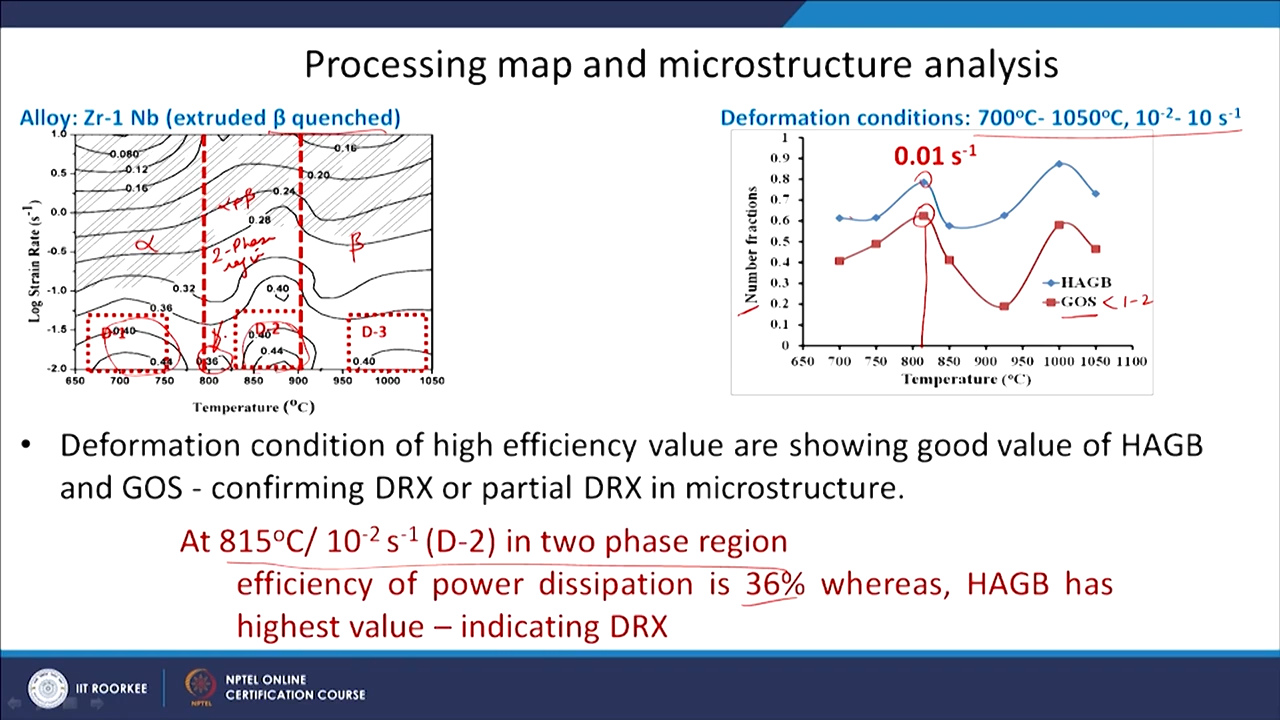 Processing map and microstructure analysis
Alloy: Zr-1 Nb (extruded β quenched)
1.0
0.5
0.0
-0.5
-1.0
-1.5
-2.0
Log Strain Rate (s⁻¹)
0.080
0.12
0.16
0.16
0.20
0.24
0.28
0.32
0.36
0.40
0.40
0.44
0.36
0.40
0.44
0.40
α
α+β
2-Phase
region
β
D-1
D-2
D-3
650 700 750 800 850 900 950 1000 1050
Temperature (⁰C)
Deformation conditions: 700⁰C- 1050⁰C, 10⁻²- 10 s⁻¹
0.01 s⁻¹
1
0.9
0.8
0.7
0.6
0.5
0.4
0.3
0.2
0.1
0
Number fractions
HAGB
GOS < 1-2
650 700 750 800 850 900 950 1000 1050 1100
Temperature (°C)
• Deformation condition of high efficiency value are showing good value of HAGB
and GOS - confirming DRX or partial DRX in microstructure.
At 815⁰C/ 10⁻² s⁻¹ (D-2) in two phase region
efficiency of power dissipation is 36% whereas, HAGB has
highest value – indicating DRX
IIT ROORKEE
NPTEL
NPTEL ONLINE
CERTIFICATION COURSE